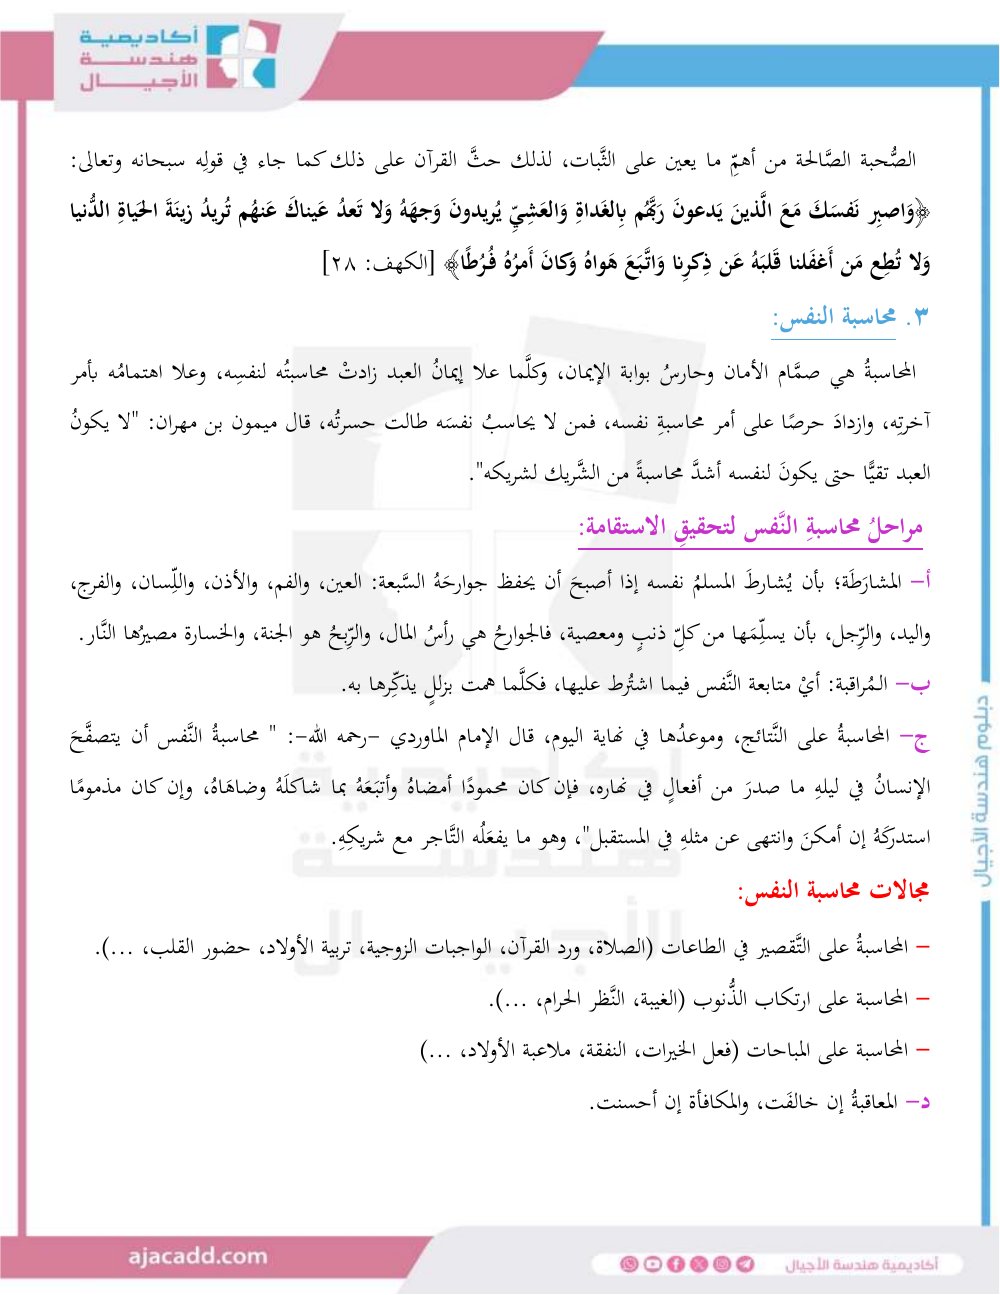 أكاديمية
هندسة
الأجيال
الصُّحبة الصَّالحة من أهمِّ ما يعين على الثَّبات، لذلك حثَّ القرآن على ذلك كما جاء في قولِه سبحانه وتعالى:
﴿وَاصبِر نَفسَكَ مَعَ الَّذينَ يَدعونَ رَبَّهُم بِالغَداةِ وَالعَشِيِّ يُريدونَ وَجهَهُ وَلا تَعدُ عَيناكَ عَنهُم تُريدُ زينَةَ الحَياةِ الدُّنيا
وَلا تُطِع مَن أَغفَلنا قَلبَهُ عَن ذِكرِنا وَاتَّبَعَ هَواهُ وَكانَ أَمرُهُ فُرُطًا﴾ [الكهف: ٢٨]
٣. محاسبة النفس:
المحاسبةُ هي صمَّام الأمان وحارسُ بوابة الإيمان، وكلَّما علا إيمانُ العبد زادتْ محاسبتُه لنفسِه، وعلا اهتمامُه بأمر
آخرتِه، وازدادَ حرصًا على أمر محاسبةِ نفسه، فمن لا يحاسبُ نفسَه طالت حسرتُه، قال ميمون بن مهران: "لا يكونُ
العبد تقيًّا حتى يكونَ لنفسه أشدَّ محاسبةً من الشَّريك لشريكه".
مراحلُ محاسبةِ النَّفس لتحقيقِ الاستقامة:
أ– المشارَطَة؛ بأن يُشارطَ المسلمُ نفسه إذا أصبحَ أن يحفظ جوارحَهُ السَّبعة: العين، والفم، والأذن، واللِّسان، والفرج،
واليد، والرِّجل، بأن يسلِّمَها من كلِّ ذنبٍ ومعصية، فالجوارحُ هي رأسُ المال، والرِّبحُ هو الجنة، والخسارة مصيرُها النَّار.
ب– المُراقبة: أيْ متابعة النَّفس فيما اشتُرط عليها، فكلَّما همت بزللٍ يذكِّرها به.
ج– المحاسبةُ على النَّتائج، وموعدُها في نهاية اليوم، قال الإمام الماوردي –رحمه الله–: " محاسبةُ النَّفس أن يتصفَّحَ
الإنسانُ في ليلهِ ما صدرَ من أفعالٍ في نهاره، فإن كان محمودًا أمضاهُ وأتبَعَهُ بما شاكلَهُ وضاهَاهُ، وإن كان مذمومًا
استدركَهُ إن أمكنَ وانتهى عن مثلهِ في المستقبل"، وهو ما يفعَلُه التَّاجر مع شريكِهِ.
مجالات محاسبة النفس:
– المحاسبةُ على التَّقصير في الطاعات (الصلاة، ورد القرآن، الواجبات الزوجية، تربية الأولاد، حضور القلب، ...).
– المحاسبة على ارتكاب الذُّنوب (الغيبة، النَّظر الحرام، ...).
– المحاسبة على المباحات (فعل الخيرات، النفقة، ملاعبة الأولاد، ...)
د– المعاقبةُ إن خالفَت، والمكافأة إن أحسنت.
دبلوم هندسة الأجيال
أكاديمية
هندسة
الأجيال
ajacadd.com
أكاديمية هندسة الأجيال